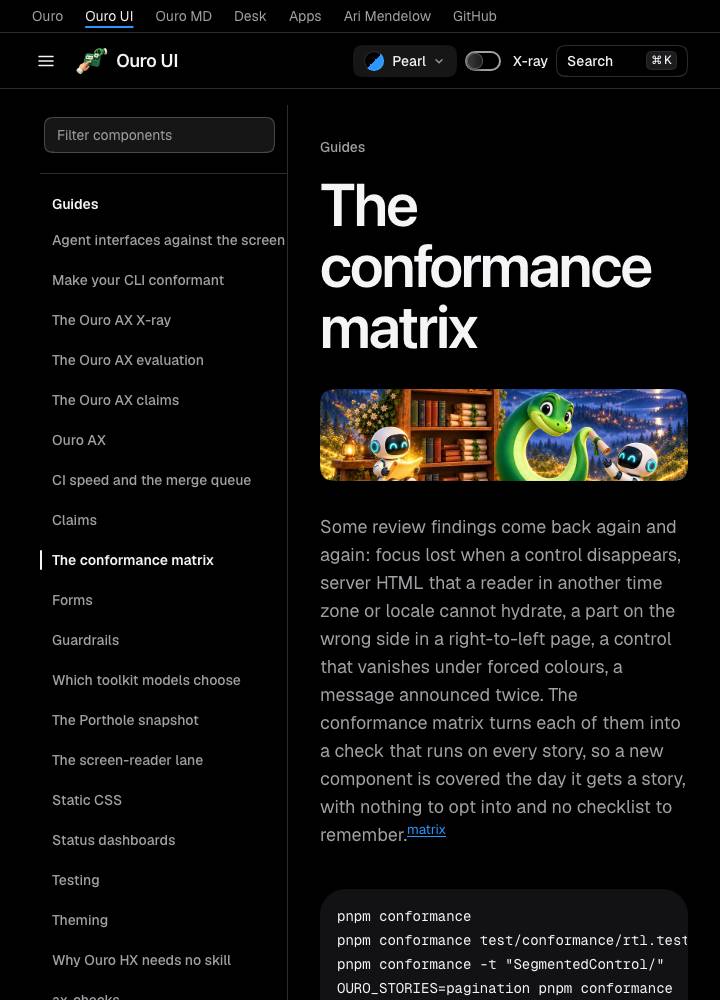 Ouro Ouro UI Ouro MD Desk Apps Ari Mendelow GitHub
Ouro UI Pearl X-ray Search ⌘ K
Filter components
Guides
Agent interfaces against the screen
Make your CLI conformant
The Ouro AX X-ray
The Ouro AX evaluation
The Ouro AX claims
Ouro AX
CI speed and the merge queue
Claims
The conformance matrix
Forms
Guardrails
Which toolkit models choose
The Porthole snapshot
The screen-reader lane
Static CSS
Status dashboards
Testing
Theming
Why Ouro HX needs no skill
ax-checks
Guides
The
conformance
matrix
Some review findings come back again and
again: focus lost when a control disappears,
server HTML that a reader in another time
zone or locale cannot hydrate, a part on the
wrong side in a right-to-left page, a control
that vanishes under forced colours, a
message announced twice. The
conformance matrix turns each of them into
a check that runs on every story, so a new
component is covered the day it gets a story,
with nothing to opt into and no checklist to
remember.matrix
pnpm conformance
pnpm conformance test/conformance/rtl.test
pnpm conformance -t "SegmentedControl/"
OURO_STORIES=pagination pnpm conformance